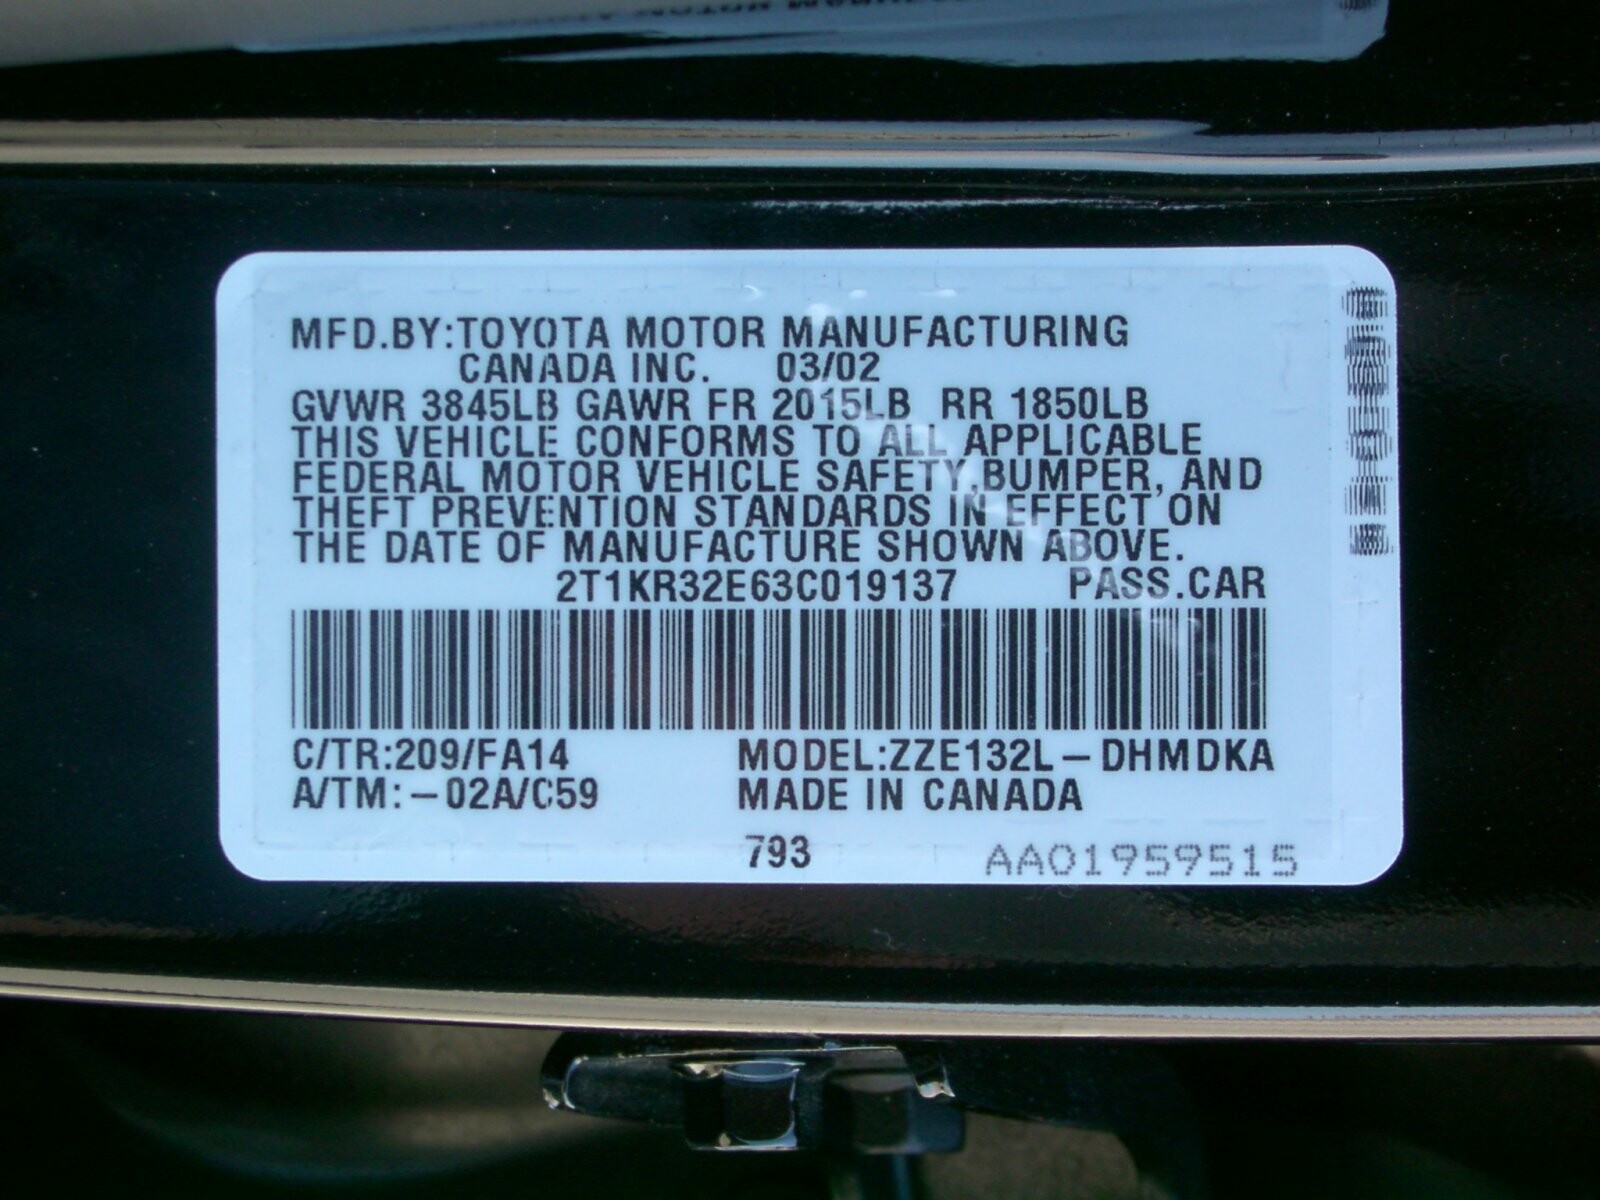 MFD.BY:TOYOTA MOTOR MANUFACTURING
CANADA INC. 03/02
GVWR 3845LB GAWR FR 2015LB RR 1850LB
THIS VEHICLE CONFORMS TO ALL APPLICABLE
FEDERAL MOTOR VEHICLE SAFETY,BUMPER, AND
THEFT PREVENTION STANDARDS IN EFFECT ON
THE DATE OF MANUFACTURE SHOWN ABOVE.
2T1KR32E63C019137 PASS.CAR
C/TR:209/FA14 MODEL:ZZE132L-DHMDKA
A/TM:-02A/C59 MADE IN CANADA
793 AA01959515